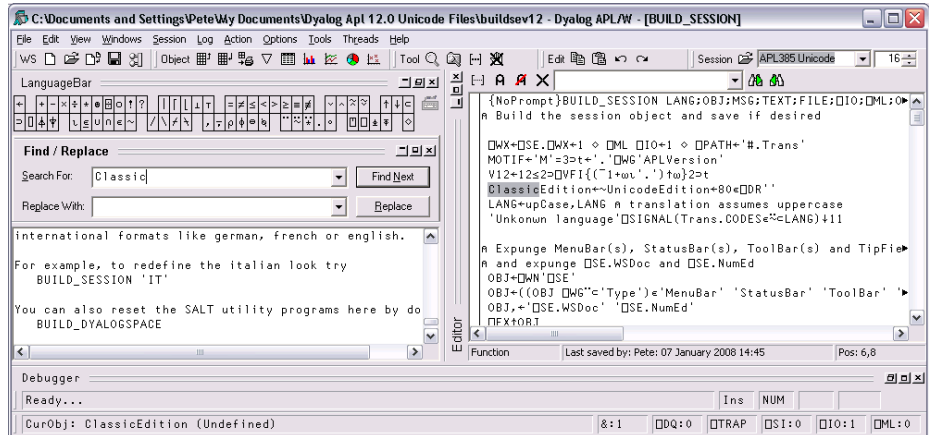 C:\Documents and Settings\Pete\My Documents\Dyalog Apl 12.0 Unicode Files\buildsev12 - Dyalog APL/W - [BUILD_SESSION]
File Edit View Windows Session Log Action Options Tools Threads Help
WS Object Tool Edit Session APL385 Unicode 16
LanguageBar
Find / Replace
Search For: Classic Find Next
Replace With: Replace
international formats like german, french or english.
For example, to redefine the italian look try
BUILD_SESSION 'IT'
You can also reset the SALT utility programs here by do
BUILD_DYALOGSPACE
{NoPrompt}BUILD_SESSION LANG;OBJ;MSG;TEXT;FILE;⎕IO;⎕ML;O
⍝ Build the session object and save if desired
⎕WX←⎕SE.⎕WX←1 ⋄ ⎕ML ⎕IO←1 ⋄ ⎕PATH←'#.Trans'
MOTIF←'M'=3⊃t←'.'⎕WG'APLVersion'
V12←12≤2⊃⎕VFI{(¯1+⍵⍳'.')↑⍵}2⊃t
ClassicEdition←~UnicodeEdition←80∊⎕DR''
LANG←upCase,LANG ⍝ translation assumes uppercase
'Unkonwn language'⎕SIGNAL(Trans.CODES∊⍨⊂LANG)↓11
⍝ Expunge MenuBar(s), StatusBar(s), ToolBar(s) and TipFie
⍝ and expunge ⎕SE.WSDoc and ⎕SE.NumEd
OBJ←⎕WN'⎕SE'
OBJ←((OBJ ⎕WG¨⊂'Type')∊'MenuBar' 'StatusBar' 'ToolBar' '
OBJ,←'⎕SE.WSDoc' '⎕SE.NumEd'
⎕EX↑OBJ
Editor
Function Last saved by: Pete: 07 January 2008 14:45 Pos: 6,8
Debugger
Ready... Ins NUM
CurObj: ClassicEdition (Undefined) &:1 ⎕DQ:0 ⎕TRAP ⎕SI:0 ⎕IO:1 ⎕ML:0